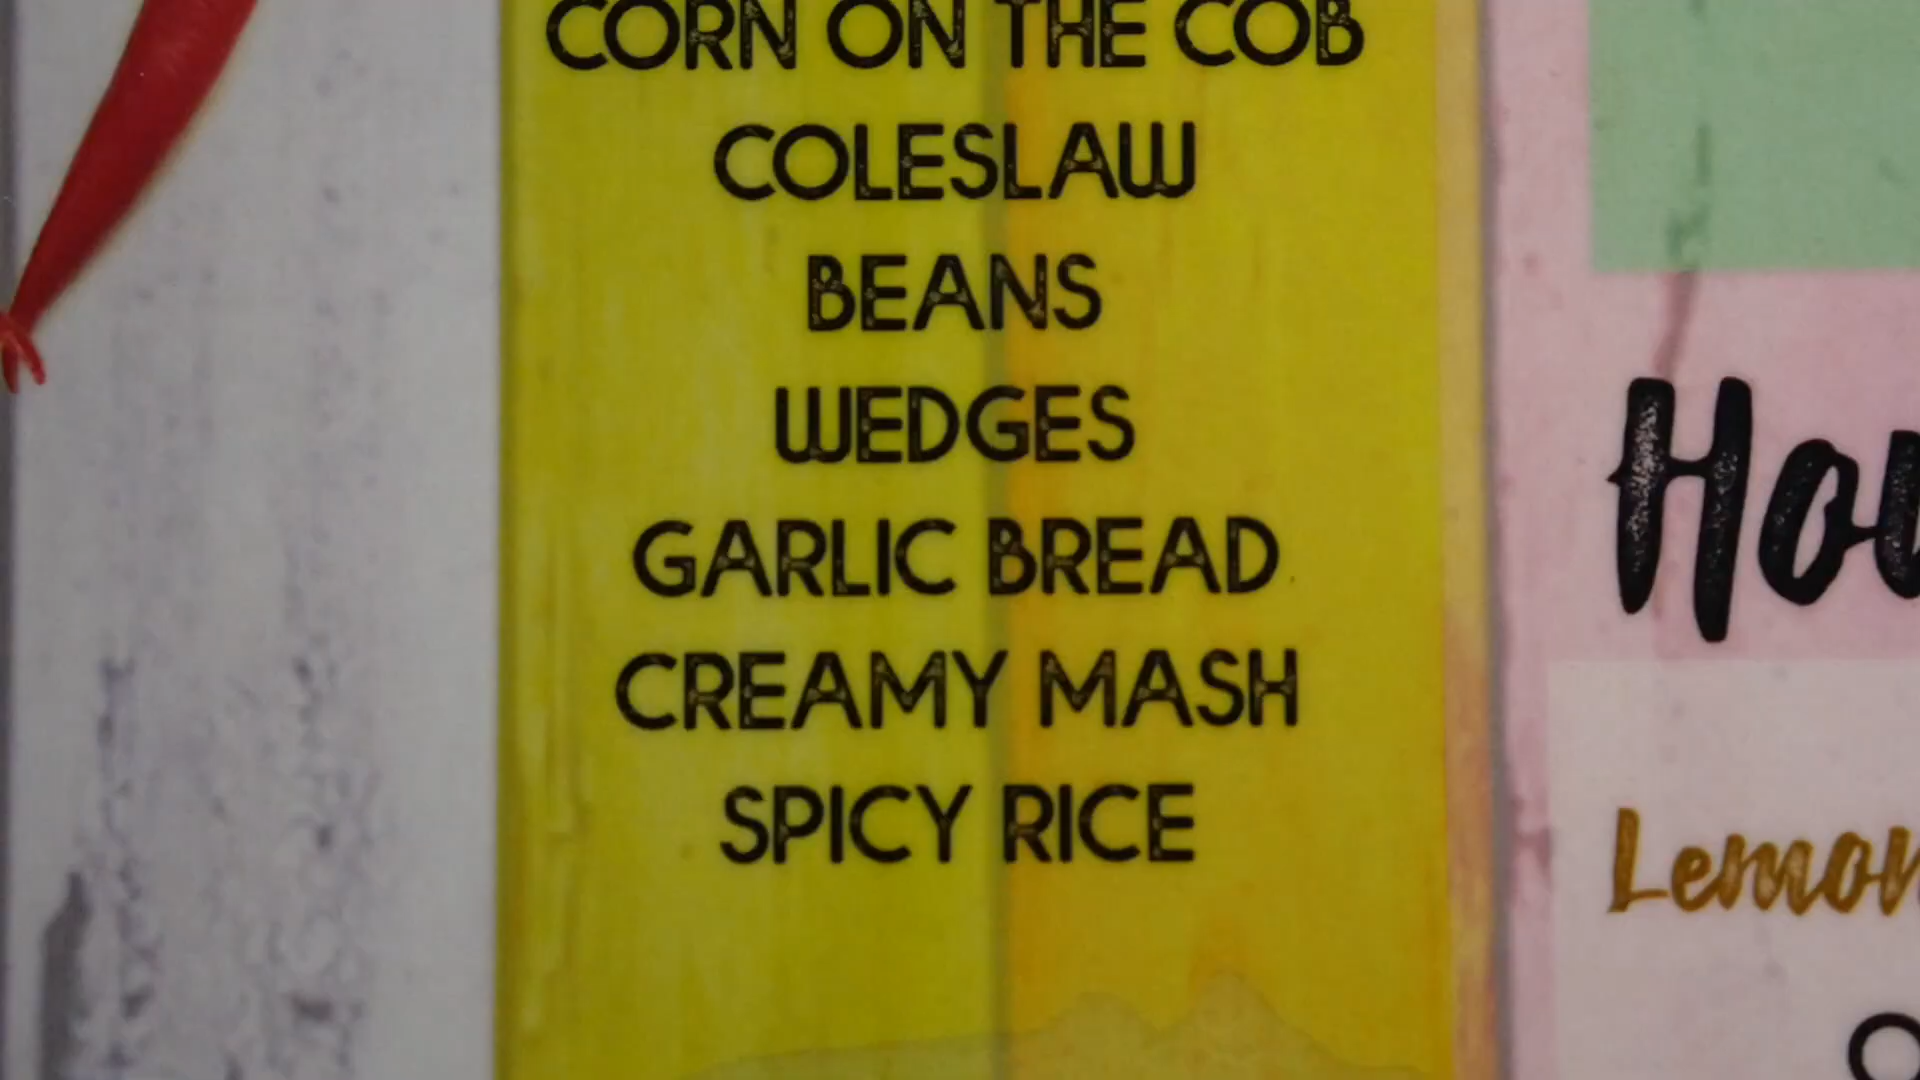 CORN ON THE COB
COLESLAW
BEANS
WEDGES
GARLIC BREAD
CREAMY MASH
SPICY RICE